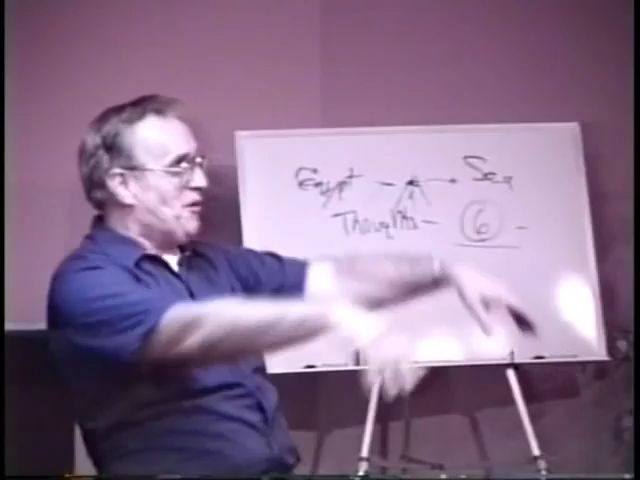 Egypt – → Sea
Thoughts – 6 –